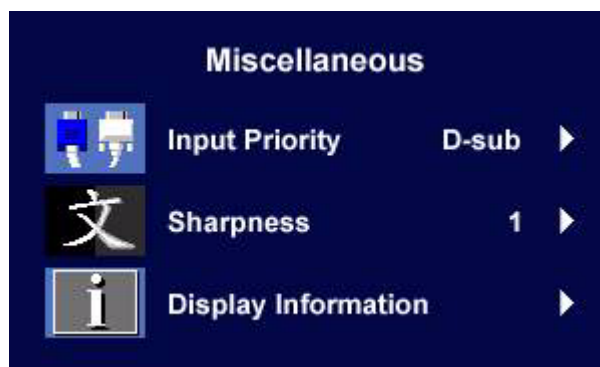 Miscellaneous
Input Priority D-sub
文 Sharpness 1
i Display Information